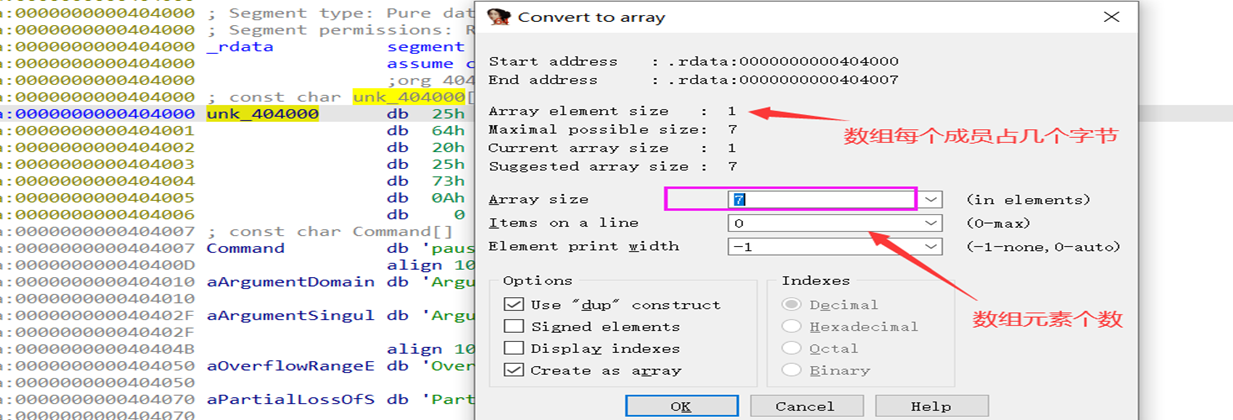 a:0000000000404000 ; Segment type: Pure dat
a:0000000000404000 ; Segment permissions: R
a:0000000000404000 _rdata segment
a:0000000000404000 assume c
a:0000000000404000 ;org 404
a:0000000000404000 ; const char unk_404000[
a:0000000000404000 unk_404000 db 25h
a:0000000000404001 db 64h
a:0000000000404002 db 20h
a:0000000000404003 db 25h
a:0000000000404004 db 73h
a:0000000000404005 db 0Ah
a:0000000000404006 db 0
a:0000000000404007 ; const char Command[]
a:0000000000404007 Command db 'paus
a:000000000040400D align 10
a:0000000000404010 aArgumentDomain db 'Argu
a:0000000000404010
a:000000000040402F aArgumentSingul db 'Argu
a:000000000040402F
a:000000000040404B align 10
a:0000000000404050 aOverflowRangeE db 'Over
a:0000000000404050
a:0000000000404070 aPartialLossOfS db 'Part
a:0000000000404070
Convert to array
Start address : .rdata:0000000000404000
End address : .rdata:0000000000404007
Array element size : 1
数组每个成员占几个字节
Maximal possible size: 7
Current array size : 1
Suggested array size : 7
Array size 7 (in elements)
Items on a line 0 (0-max)
Element print width -1 (-1-none,0-auto)
数组元素个数
Options
Use "dup" construct
Signed elements
Display indexes
Create as array
Indexes
Decimal
Hexadecimal
Octal
Binary
OK Cancel Help